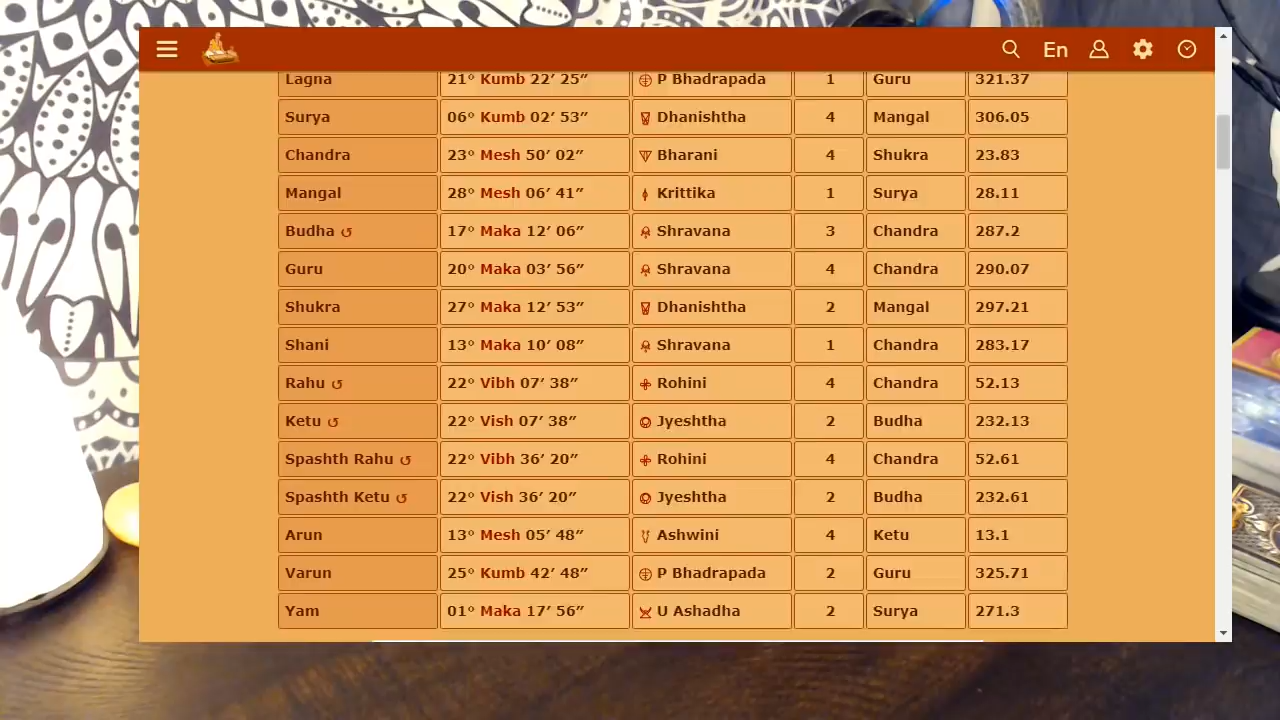 En
Lagna 21° Kumb 22′ 25″ P Bhadrapada 1 Guru 321.37
Surya 06° Kumb 02′ 53″ Dhanishtha 4 Mangal 306.05
Chandra 23° Mesh 50′ 02″ Bharani 4 Shukra 23.83
Mangal 28° Mesh 06′ 41″ Krittika 1 Surya 28.11
Budha ↺ 17° Maka 12′ 06″ Shravana 3 Chandra 287.2
Guru 20° Maka 03′ 56″ Shravana 4 Chandra 290.07
Shukra 27° Maka 12′ 53″ Dhanishtha 2 Mangal 297.21
Shani 13° Maka 10′ 08″ Shravana 1 Chandra 283.17
Rahu ↺ 22° Vibh 07′ 38″ Rohini 4 Chandra 52.13
Ketu ↺ 22° Vish 07′ 38″ Jyeshtha 2 Budha 232.13
Spashth Rahu ↺ 22° Vibh 36′ 20″ Rohini 4 Chandra 52.61
Spashth Ketu ↺ 22° Vish 36′ 20″ Jyeshtha 2 Budha 232.61
Arun 13° Mesh 05′ 48″ Ashwini 4 Ketu 13.1
Varun 25° Kumb 42′ 48″ P Bhadrapada 2 Guru 325.71
Yam 01° Maka 17′ 56″ U Ashadha 2 Surya 271.3